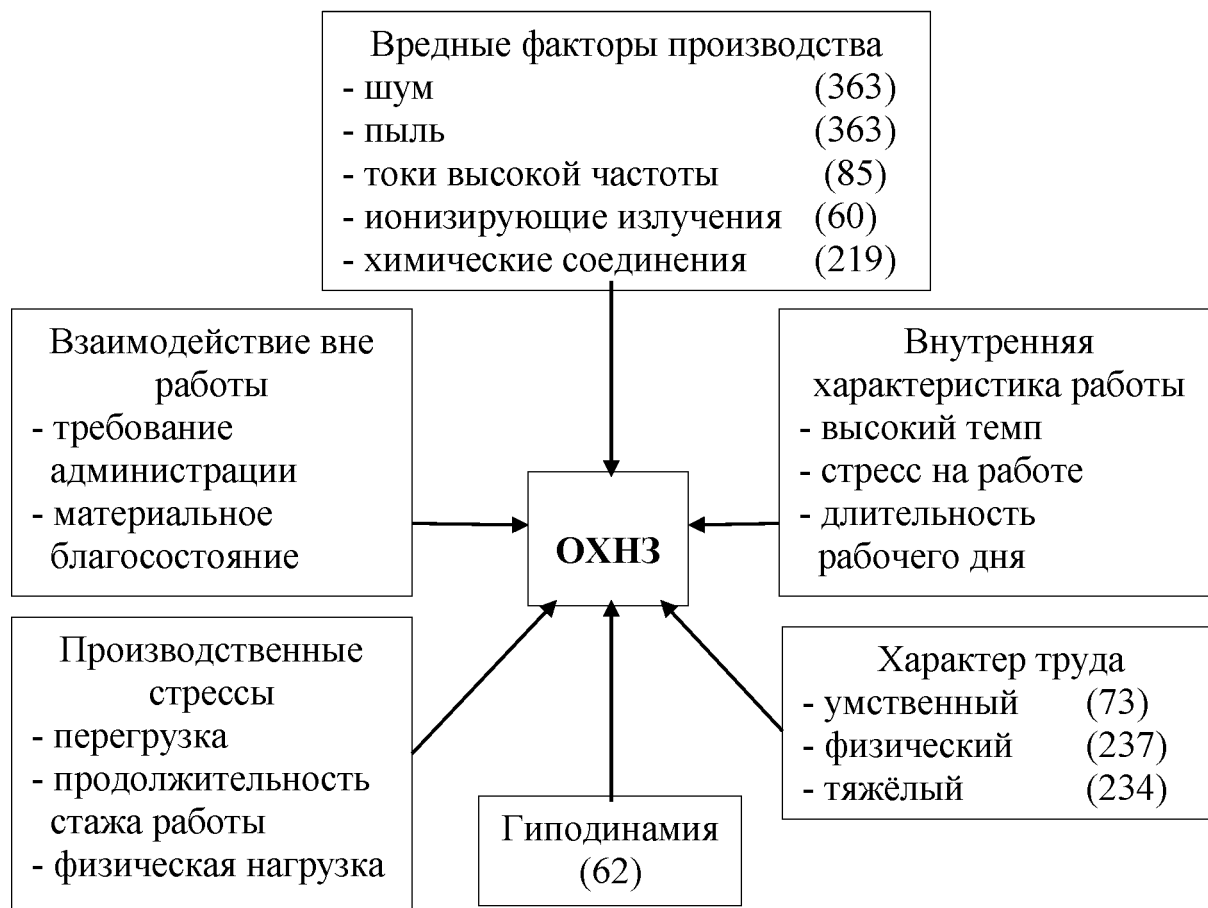 Вредные факторы производства
- шум (363)
- пыль (363)
- токи высокой частоты (85)
- ионизирующие излучения (60)
- химические соединения (219)
Взаимодействие вне
работы
- требование
администрации
- материальное
благосостояние
Внутренняя
характеристика работы
- высокий темп
- стресс на работе
- длительность
рабочего дня
ОХНЗ
Производственные
стрессы
- перегрузка
- продолжительность
стажа работы
- физическая нагрузка
Гиподинамия
(62)
Характер труда
- умственный (73)
- физический (237)
- тяжёлый (234)